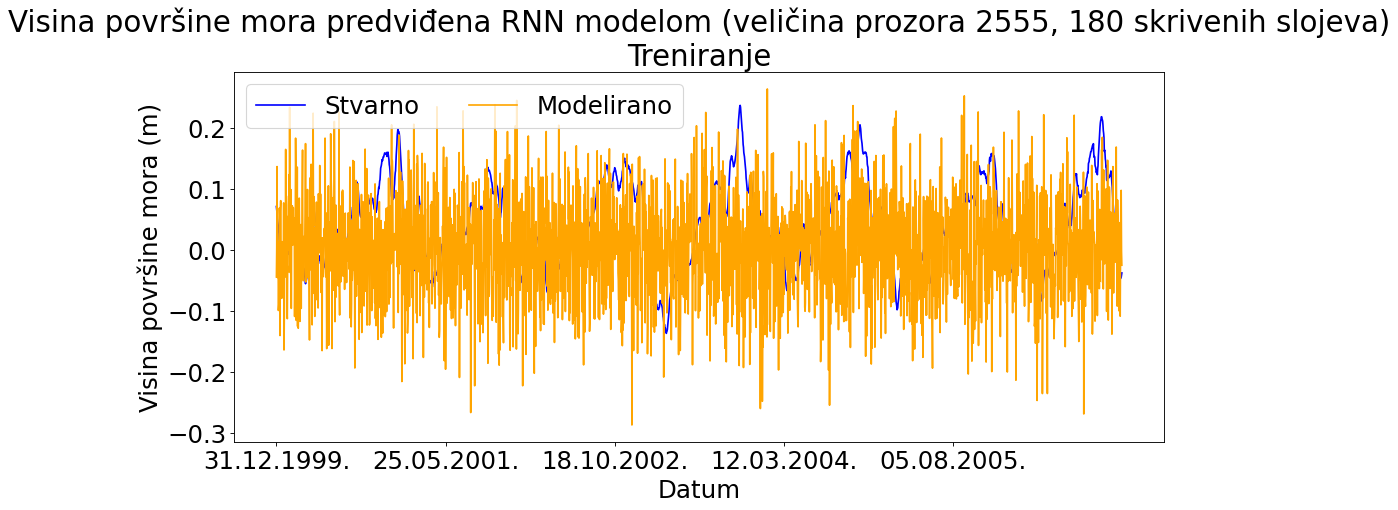 Visina površine mora predviđena RNN modelom (veličina prozora 2555, 180 skrivenih slojeva)
Treniranje
Stvarno Modelirano
Visina površine mora (m)
0.2
0.1
0.0
−0.1
−0.2
−0.3
31.12.1999. 25.05.2001. 18.10.2002. 12.03.2004. 05.08.2005.
Datum